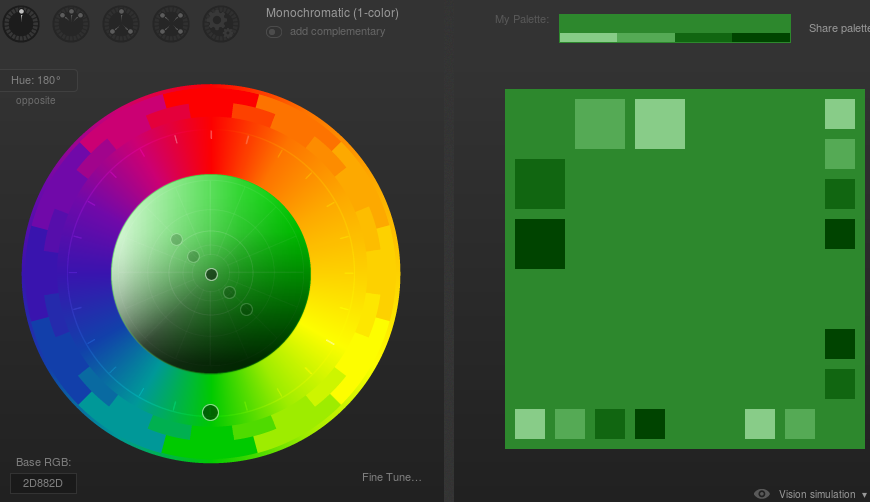 Monochromatic (1-color)
add complementary
My Palette:
Share palette
Hue: 180°
opposite
Base RGB:
2D882D
Fine Tune...
Vision simulation ▾